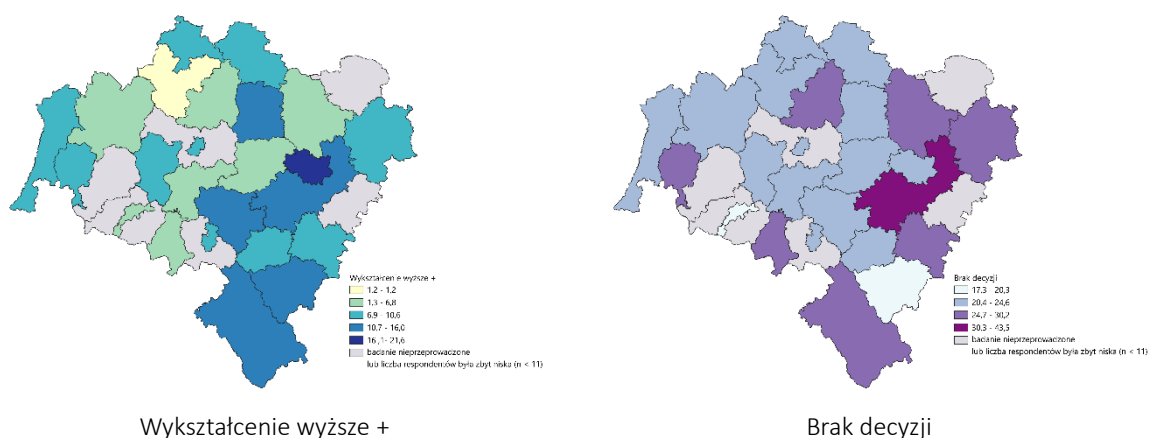 Wykształcenie wyższe +
1.2 - 1.2
1.3 - 6,8
6.9 - 10,6
10.7 - 16,0
16,1- 21,6
badanie nieprzeprowadzone
lub liczba respondentów była zbyt niska (n < 11)
Brak decyzji
17.3 - 20,3
20,4 - 24,6
24,7 - 30,2
30,3 - 43,5
badanie nieprzeprowadzone
lub liczba respondentów była zbyt niska (n < 11)
Wykształcenie wyższe +
Brak decyzji